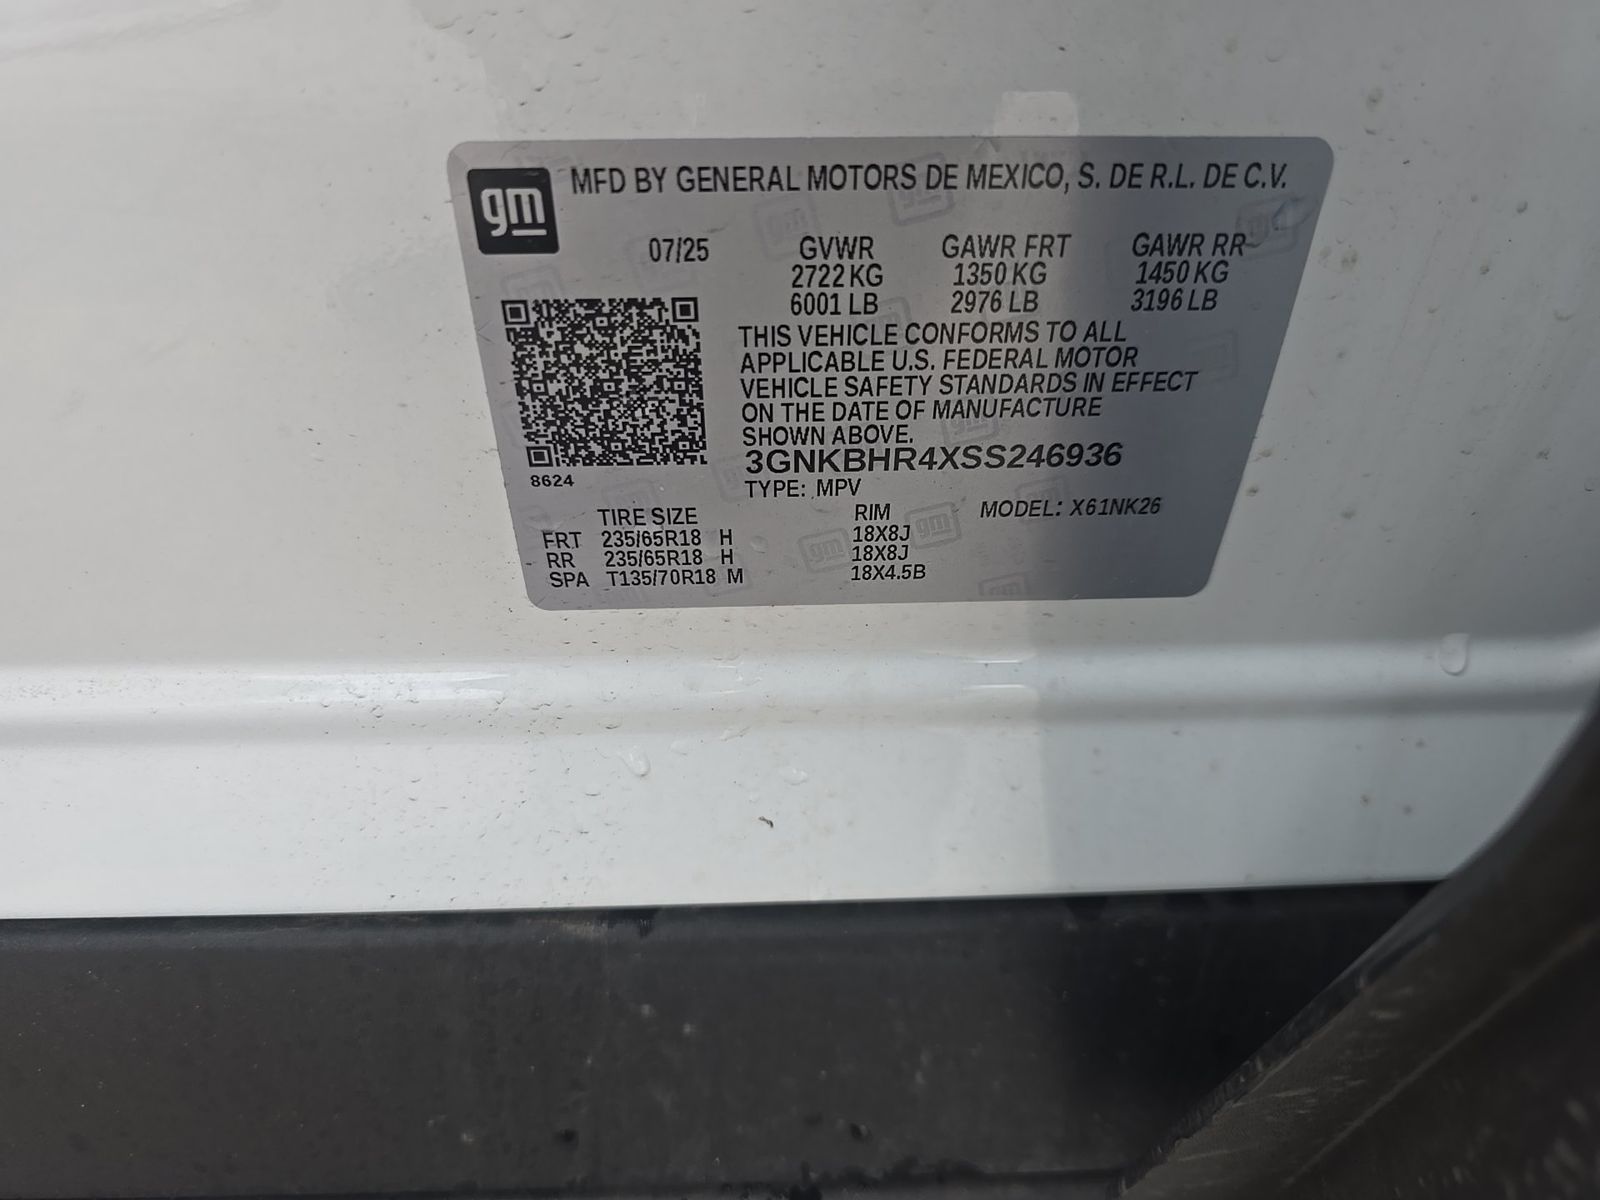 gm
MFD BY GENERAL MOTORS DE MEXICO, S. DE R.L. DE C.V.
07/25 GVWR GAWR FRT GAWR RR
2722 KG 1350 KG 1450 KG
6001 LB 2976 LB 3196 LB
THIS VEHICLE CONFORMS TO ALL
APPLICABLE U.S. FEDERAL MOTOR
VEHICLE SAFETY STANDARDS IN EFFECT
ON THE DATE OF MANUFACTURE
SHOWN ABOVE.
3GNKBHR4XSS246936
8624
TYPE: MPV
TIRE SIZE RIM MODEL: X61NK26
FRT 235/65R18 H 18X8J
RR 235/65R18 H 18X8J
SPA T135/70R18 M 18X4.5B